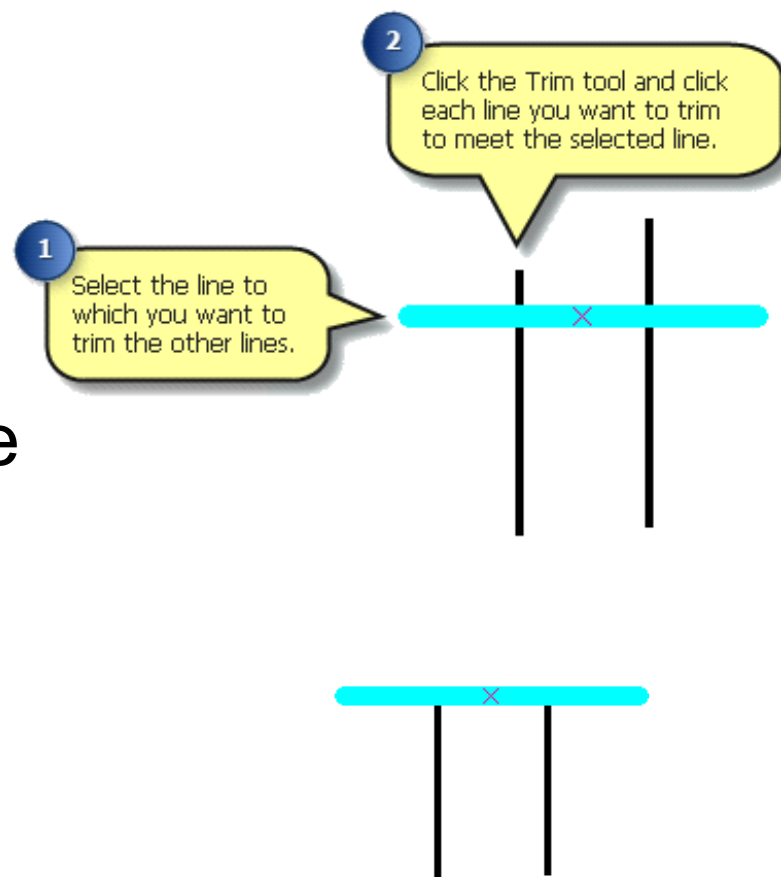 2
Click the Trim tool and click
each line you want to trim
to meet the selected line.
1
Select the line to
which you want to
trim the other lines.
e